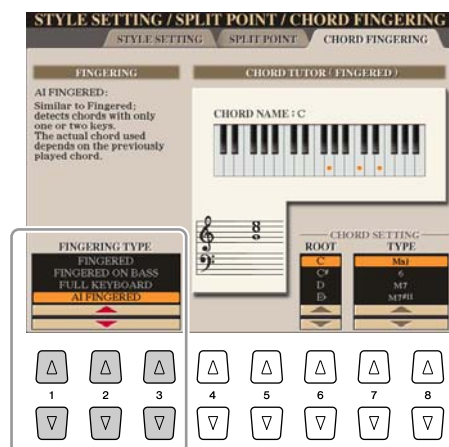 STYLE SETTING / SPLIT POINT / CHORD FINGERING
STYLE SETTING
SPLIT POINT
CHORD FINGERING
FINGERING
AI FINGERED:
Similar to Fingered;
detects chords with only
one or two keys.
The actual chord used
depends on the previously
played chord.
CHORD TUTOR ( FINGERED )
CHORD NAME : C
FINGERING TYPE
FINGERED
FINGERED ON BASS
FULL KEYBOARD
AI FINGERED
CHORD SETTING
ROOT
TYPE
C
Maj
C#
6
D
M7
E♭
M7#11
1 2 3 4 5 6 7 8